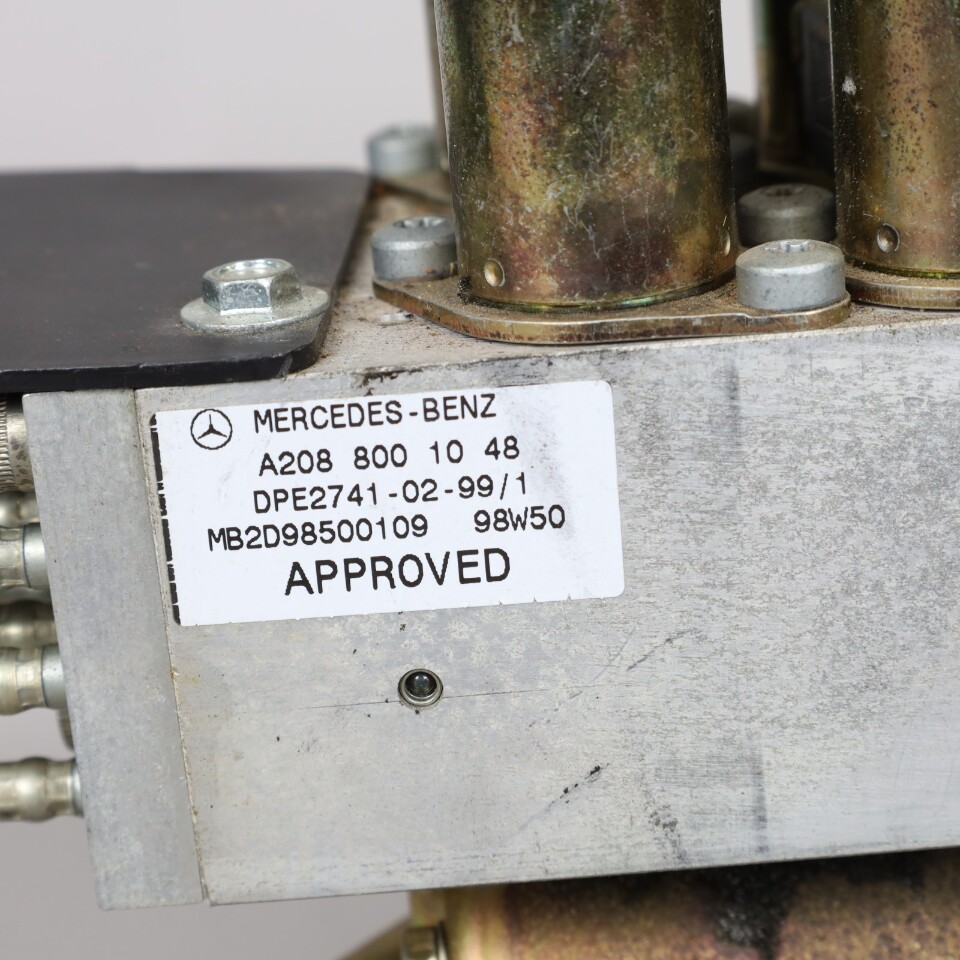 MERCEDES-BENZ
A208 800 10 48
DPE2741-02-99/1
MB2D98500109 98W50
APPROVED